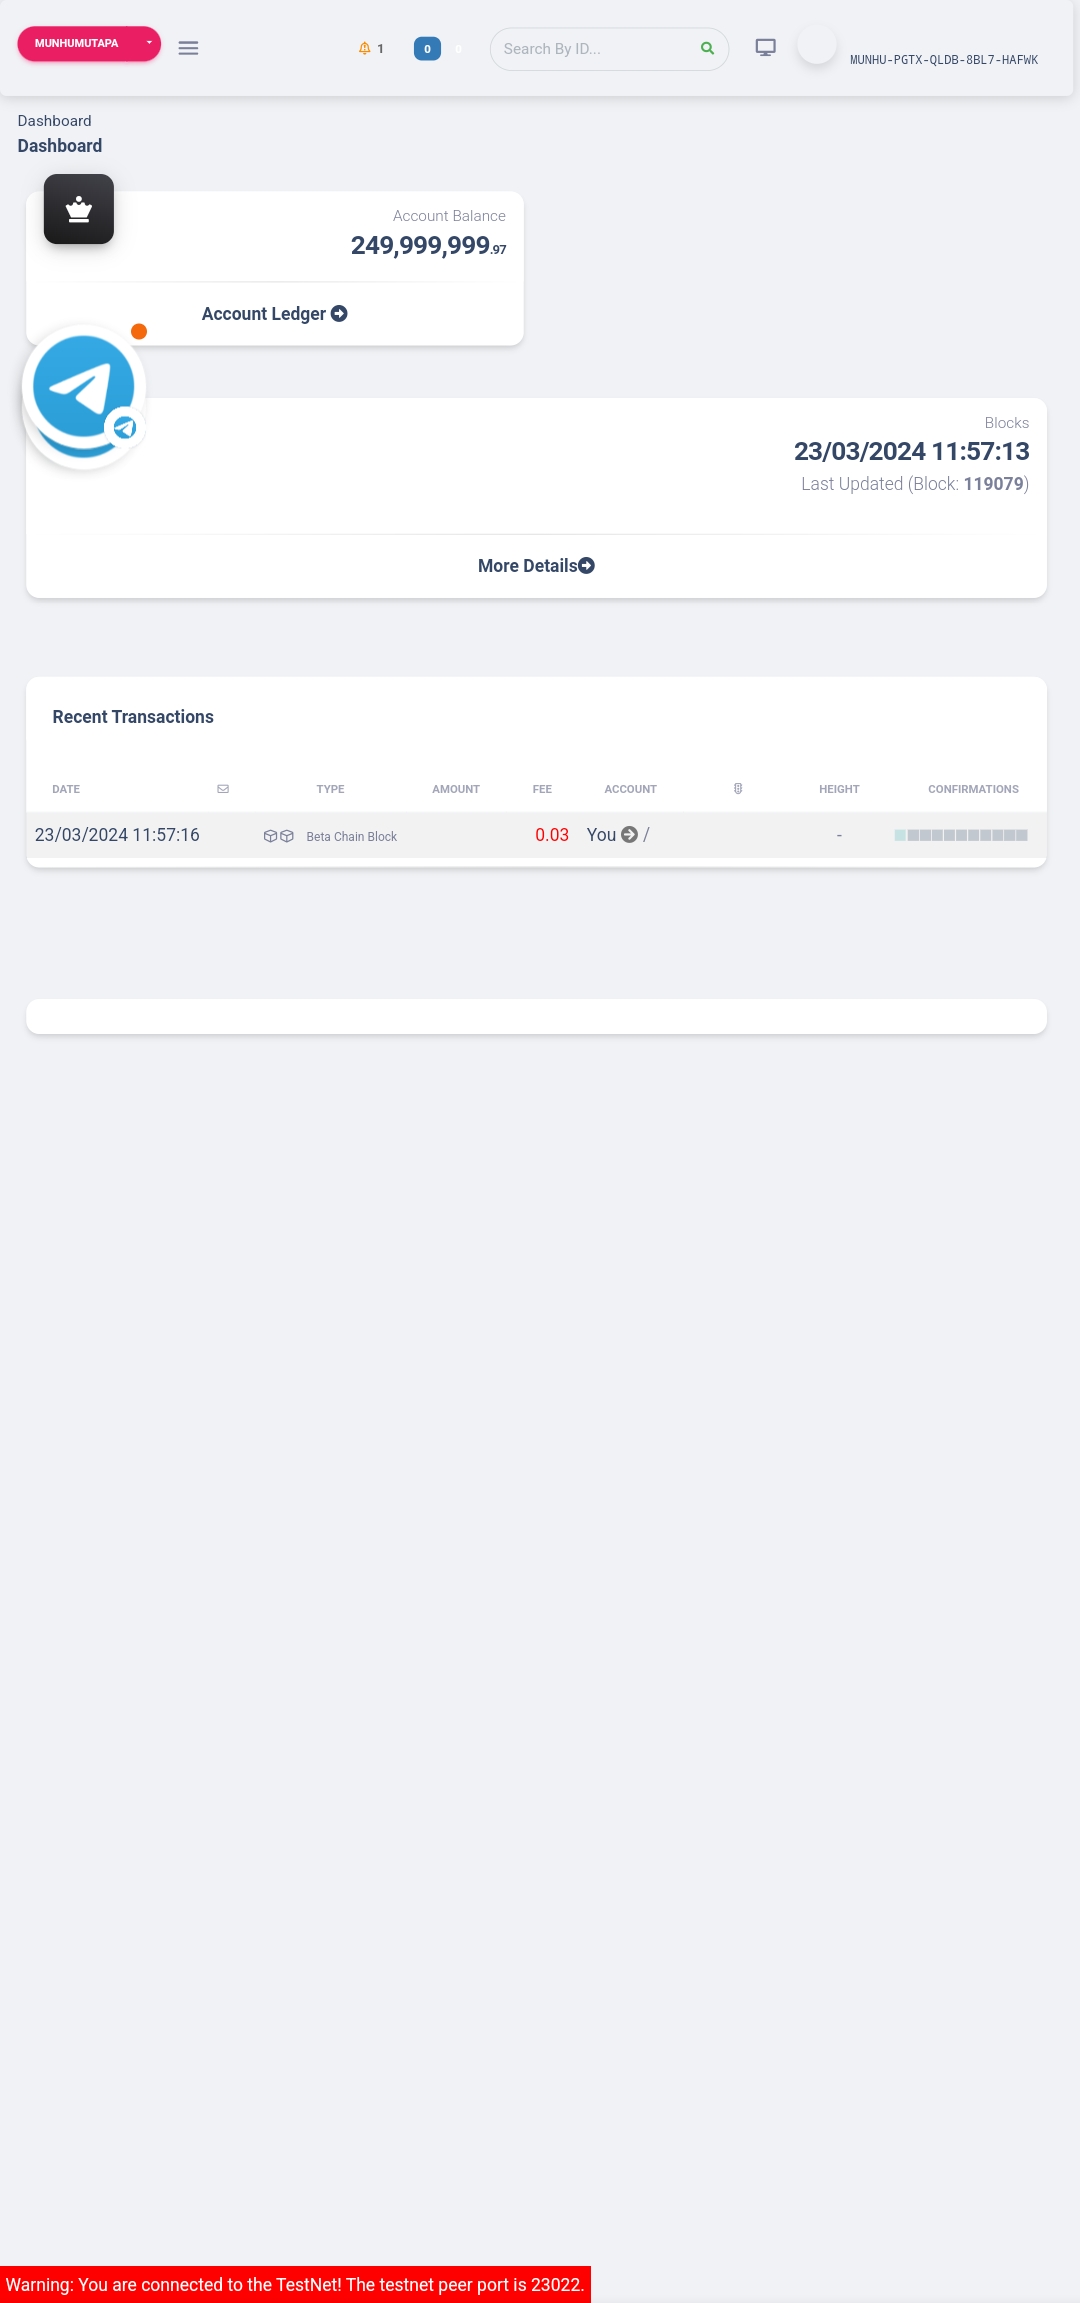 MUNHUMUTAPA
1
0
0
Search By ID...
MUNHU-PGTX-QLDB-8BL7-HAFWK
Dashboard
Dashboard
Account Balance
249,999,999.97
Account Ledger
Blocks
23/03/2024 11:57:13
Last Updated (Block: 119079)
More Details
Recent Transactions
DATE TYPE AMOUNT FEE ACCOUNT HEIGHT CONFIRMATIONS
23/03/2024 11:57:16 Beta Chain Block 0.03 You / -
Warning: You are connected to the TestNet! The testnet peer port is 23022.